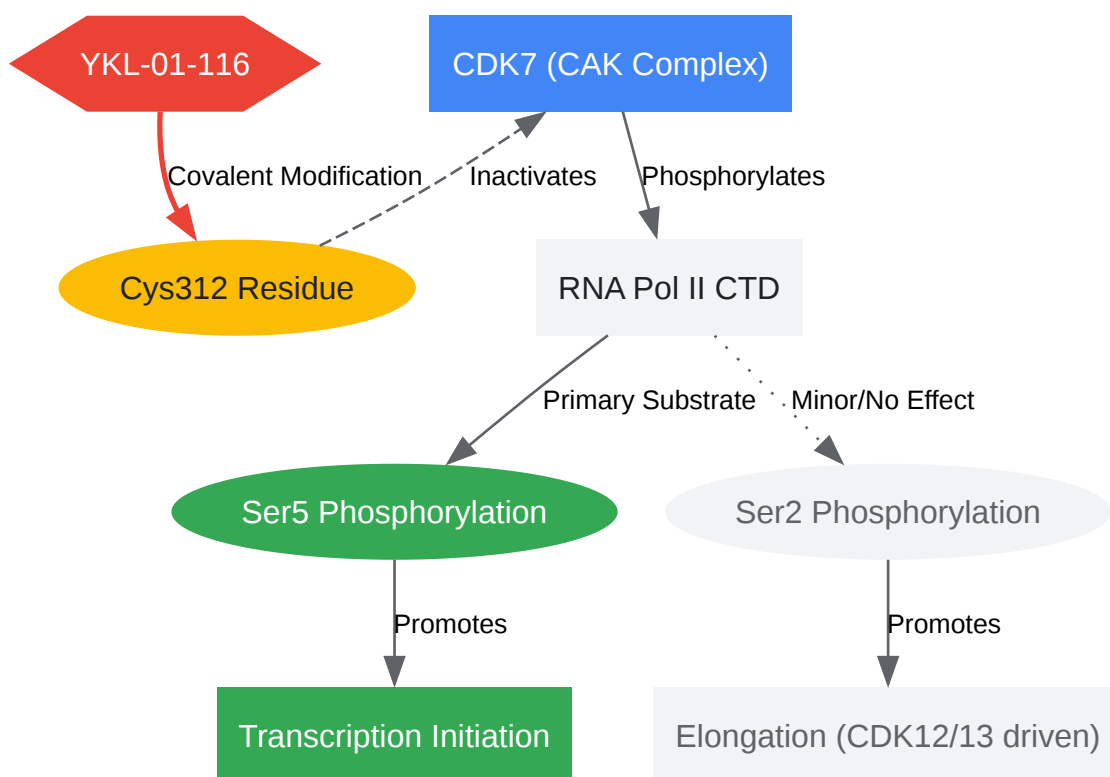 YKL-01-116
CDK7 (CAK Complex)
Covalent Modification
Inactivates
Phosphorylates
Cys312 Residue
RNA Pol II CTD
Primary Substrate
Minor/No Effect
Ser5 Phosphorylation
Ser2 Phosphorylation
Promotes
Promotes
Transcription Initiation
Elongation (CDK12/13 driven)